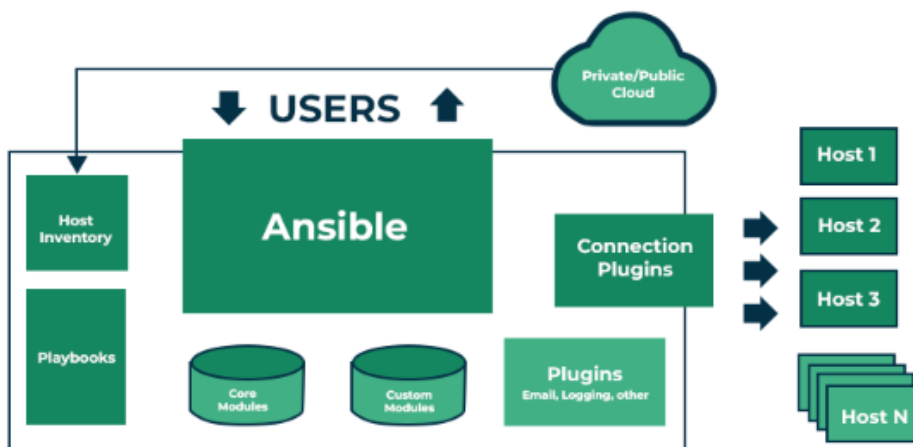 Private/Public
Cloud
USERS
Host 1
Ansible
Host
Inventory
Host 2
Connection
Plugins
Host 3
Playbooks
Core
Modules
Custom
Modules
Plugins
Email, Logging, other
Host N